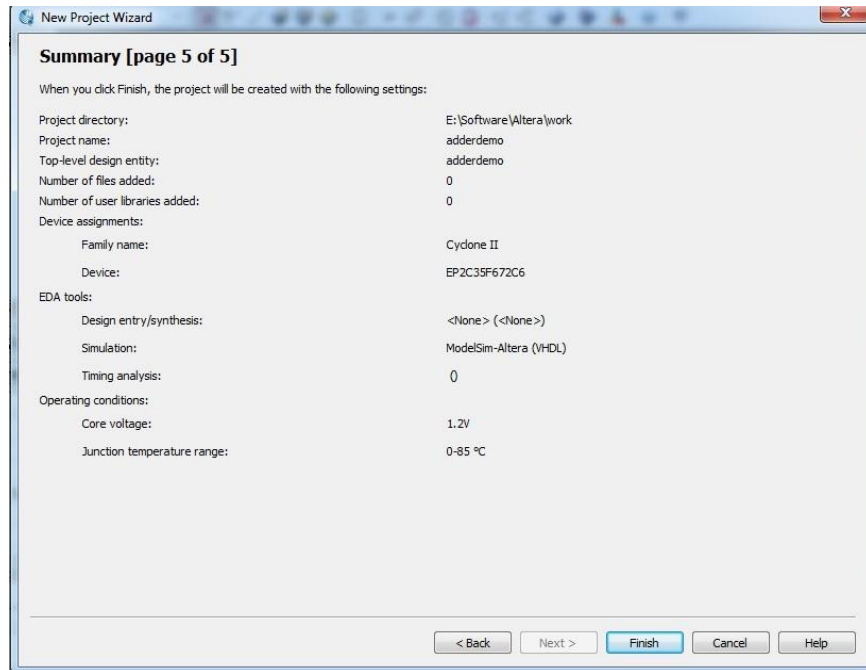 New Project Wizard
Summary [page 5 of 5]
When you click Finish, the project will be created with the following settings:
Project directory: E:\Software\Altera\work
Project name: adderdemo
Top-level design entity: adderdemo
Number of files added: 0
Number of user libraries added: 0
Device assignments:
Family name: Cyclone II
Device: EP2C35F672C6
EDA tools:
Design entry/synthesis: <None> (<None>)
Simulation: ModelSim-Altera (VHDL)
Timing analysis: ()
Operating conditions:
Core voltage: 1.2V
Junction temperature range: 0-85 ºC
< Back Next > Finish Cancel Help